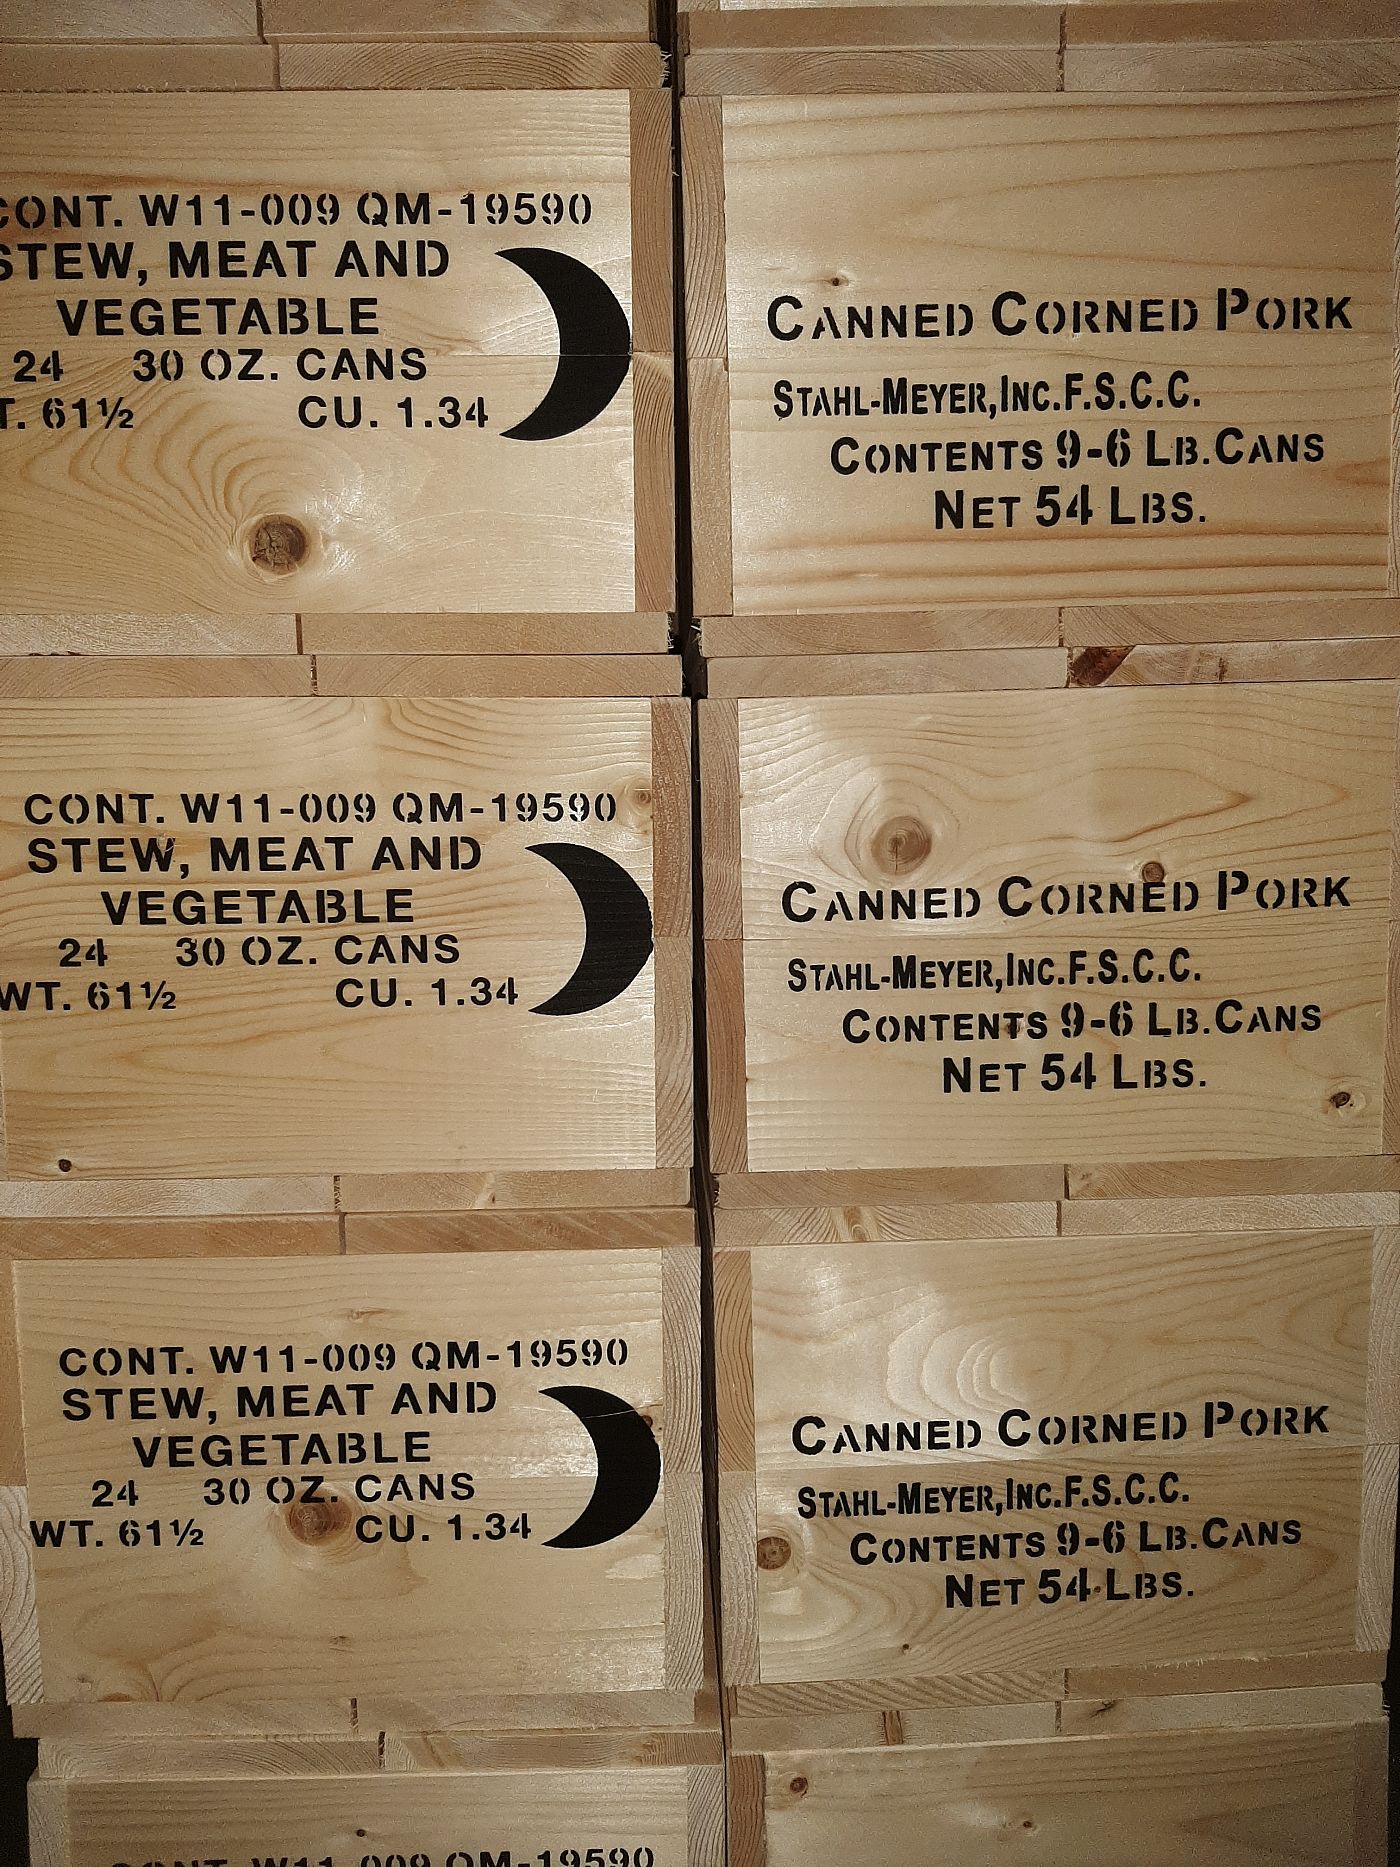 CONT. W11-009 QM-19590
STEW, MEAT AND
VEGETABLE
24 30 OZ. CANS
T. 61½ CU. 1.34
CANNED CORNED PORK
STAHL-MEYER,INC.F.S.C.C.
CONTENTS 9-6 LB.CANS
NET 54 LBS.
CONT. W11-009 QM-19590
STEW, MEAT AND
VEGETABLE
24 30 OZ. CANS
WT. 61½ CU. 1.34
CANNED CORNED PORK
STAHL-MEYER,INC.F.S.C.C.
CONTENTS 9-6 LB.CANS
NET 54 LBS.
CONT. W11-009 QM-19590
STEW, MEAT AND
VEGETABLE
24 30 OZ. CANS
WT. 61½ CU. 1.34
CANNED CORNED PORK
STAHL-MEYER,INC.F.S.C.C.
CONTENTS 9-6 LB.CANS
NET 54 LBS.
CONT. W11-009 QM-19590